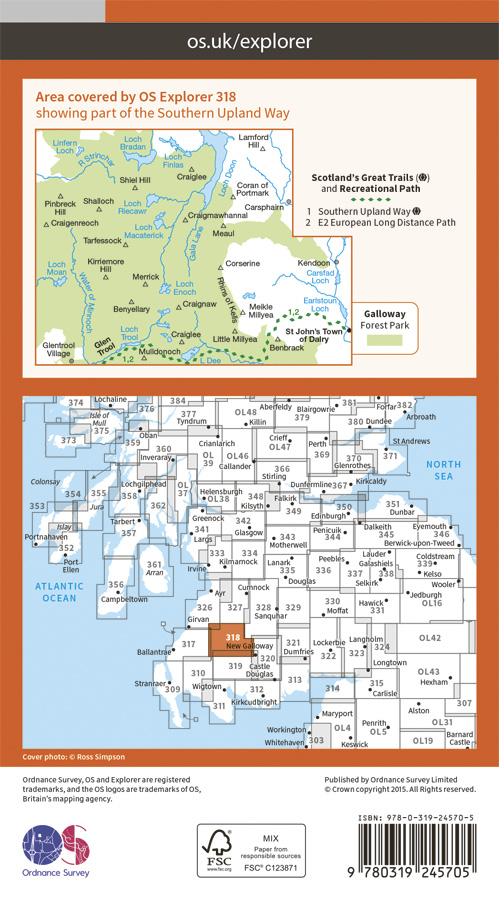 os.uk/explorer
Area covered by OS Explorer 318
showing part of the Southern Upland Way
Linfern
Loch
R Strinchar
Loch
Bradan
Loch
Finlas
Lamford
Hill
Craiglee
Loch Doon
Shiel Hill
Coran of
Portmark
Carsphairn
Pinbreck
Hill
Shalloch
Loch
Riecawr
Craigenreoch
Craigmawhannal
Loch
Macaterick
Meaul
Tarfessock
Gala Lane
Loch
Moan
Kirriemore
Hill
Corserine
Kendoon
Carsfad
Loch
Water of Minnoch
Merrick
Loch
Enoch
Rhins of Kells
Earlstoun
Loch
Benyellary
Craignaw
Meikle
Millyea
1,2
Loch
Trool
Craiglee
St John's Town
of Dalry
Glentrool
Village
Glen
Trool
Little Millyea
Benbrack
1,2
Mulldonoch
L Dee
Scotland's Great Trails ( )
and Recreational Path
1 Southern Upland Way
2 E2 European Long Distance Path
Galloway
Forest Park
374
Lochaline
376
384
377
Tyndrum
OL48
Killin
Aberfeldy
379
Blairgowrie
381
Forfar
382
Arbroath
380
Dundee
Isle of
Mull
375
373
359
Oban
360
Inveraray
Crianlarich
OL
39
OL46
Callander
Crieff
OL47
Perth
369
370
Glenrothes
St Andrews
371
366
Stirling
NORTH
SEA
Colonsay
354
355
Jura
353
Lochgilphead
358
362
OL
37
Helensburgh
OL38
348
Kilsyth
Falkirk
349
Dunfermline
367
Kirkcaldy
350
Edinburgh
351
Dunbar
Islay
Portnahaven
352
Port
Ellen
Tarbert
357
Greenock
341
Largs
342
Glasgow
343
Motherwell
Penicuik
344
Dalkeith
345
Eyemouth
346
Berwick-upon-Tweed
361
Arran
333
334
Kilmarnock
Irvine
Lanark
335
Douglas
Peebles
336
Lauder
Galashiels
337
338
Selkirk
Coldstream
339
Kelso
Wooler
ATLANTIC
OCEAN
356
Campbeltown
Ayr
Cumnock
326
327
328
Sanquhar
329
330
Moffat
Hawick
331
Jedburgh
OL16
Girvan
318
New Galloway
321
Dumfries
Lockerbie
322
Langholm
323
324
OL42
Ballantrae
317
320
319
Castle
Douglas
Longtown
OL43
Hexham
Stranraer
309
310
Wigtown
311
312
Kirkcudbright
313
314
315
Carlisle
307
Alston
Maryport
Workington
Whitehaven
303
OL4
Keswick
Penrith
OL5
OL31
OL19
Barnard
Castle
Cover photo: © Ross Simpson
Ordnance Survey, OS and Explorer are registered
trademarks, and the OS logos are trademarks of OS,
Britain's mapping agency.
Published by Ordnance Survey Limited
© Crown copyright 2015. All Rights reserved.
OS
Ordnance Survey
FSC
www.fsc.org
MIX
Paper from
responsible sources
FSC® C123871
ISBN: 978-0-319-24570-5
9 780319 245705